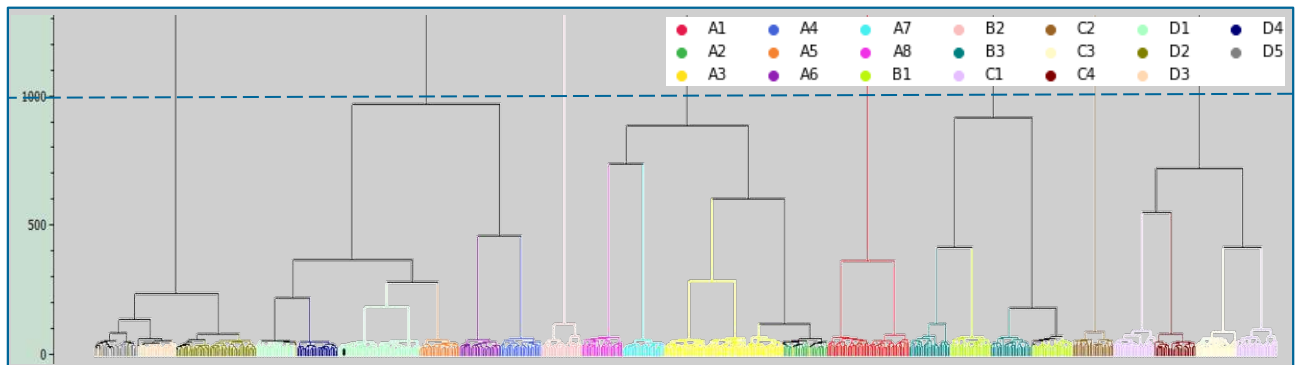 A1 A4 A7 B2 C2 D1 D4
A2 A5 A8 B3 C3 D2 D5
A3 A6 B1 C1 C4 D3
1000
500
0